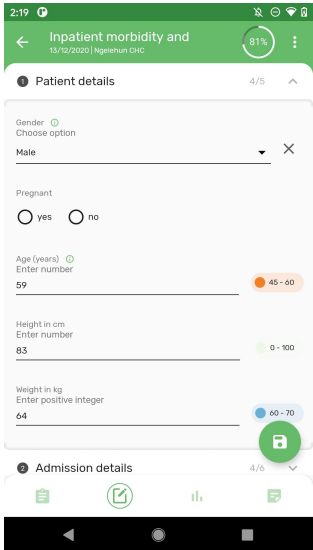 2:19
Inpatient morbidity and
13/12/2020 | Ngelehun CHC
81%
1 Patient details 4/5
Gender
Choose option
Male
Pregnant
yes no
Age (years)
Enter number
59
45 - 60
Height in cm
Enter number
83
0 - 100
Weight in kg
Enter positive integer
64
60 - 70
2 Admission details 4/6